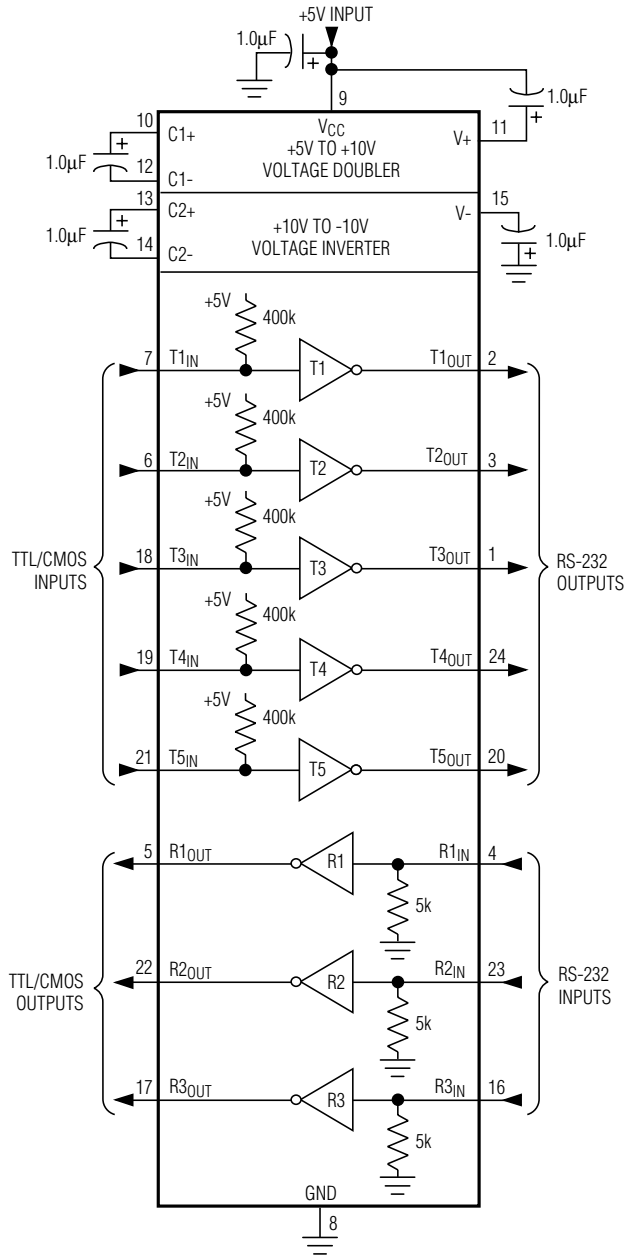 +5V INPUT
1.0μF
+
9
1.0μF
+
10
C1+
VCC
+5V TO +10V
VOLTAGE DOUBLER
V+
11
+
1.0μF
12
C1-
13
C2+
+10V TO -10V
VOLTAGE INVERTER
V-
15
+
1.0μF
14
C2-
1.0μF
+
+5V
400k
7
T1IN
T1
T1OUT
2
+5V
400k
6
T2IN
T2
T2OUT
3
+5V
400k
TTL/CMOS
INPUTS
18
T3IN
T3
T3OUT
1
RS-232
OUTPUTS
+5V
400k
19
T4IN
T4
T4OUT
24
+5V
400k
21
T5IN
T5
T5OUT
20
5
R1OUT
R1
R1IN
4
5k
TTL/CMOS
OUTPUTS
22
R2OUT
R2
R2IN
23
RS-232
INPUTS
5k
17
R3OUT
R3
R3IN
16
5k
GND
8